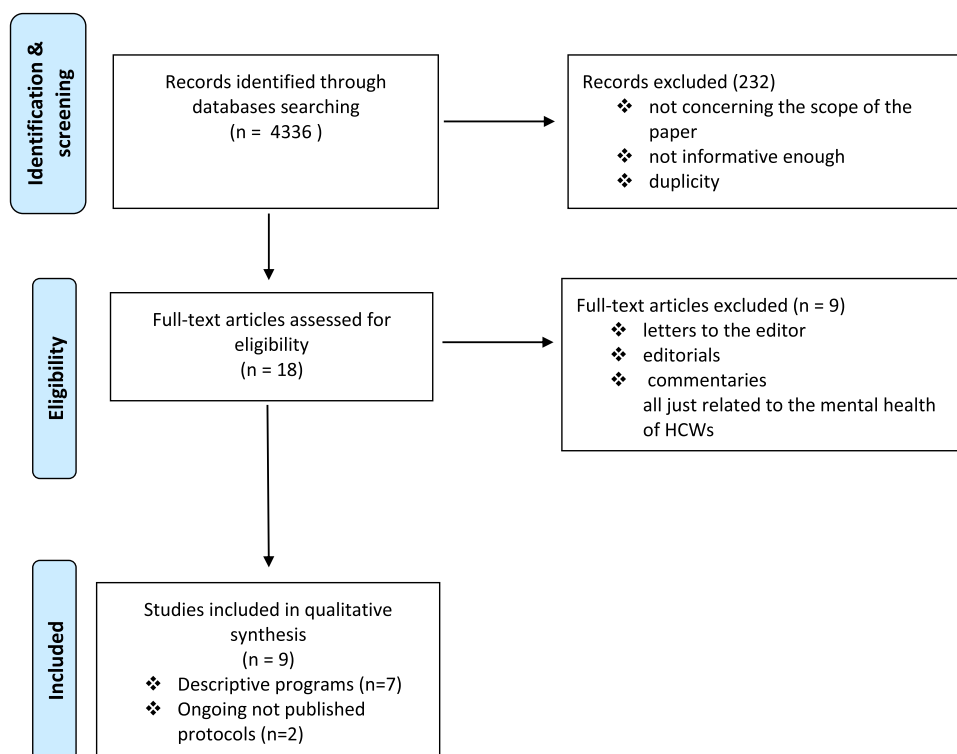 Identification &
screening
Records identified through
databases searching
(n = 4336 )
Records excluded (232)
❖ not concerning the scope of the
paper
❖ not informative enough
❖ duplicity
Eligibility
Full-text articles assessed for
eligibility
(n = 18)
Full-text articles excluded (n = 9)
❖ letters to the editor
❖ editorials
❖ commentaries
all just related to the mental health
of HCWs
Included
Studies included in qualitative
synthesis
(n = 9)
❖ Descriptive programs (n=7)
❖ Ongoing not published
protocols (n=2)